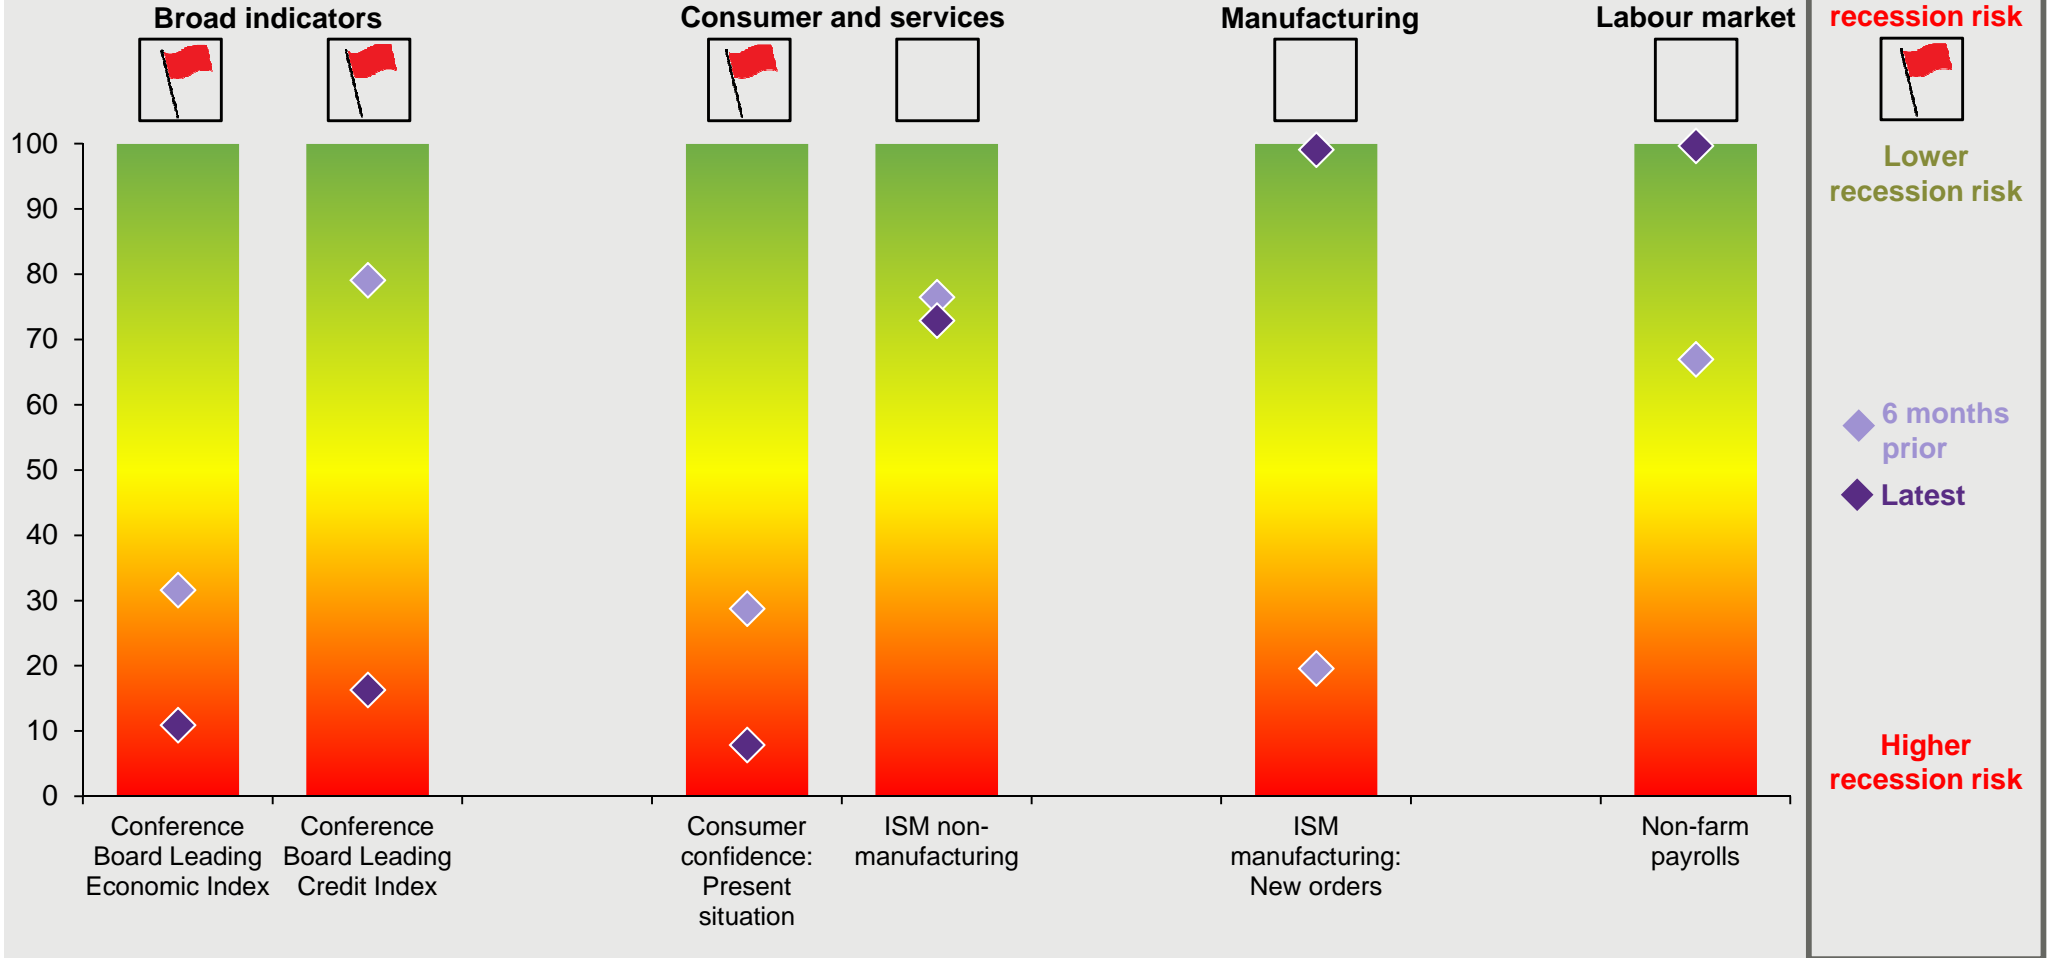 Broad indicators
Consumer and services
Manufacturing
Labour market
recession risk
100
90
80
70
60
50
40
30
20
10
0
Conference
Board Leading
Economic Index
Conference
Board Leading
Credit Index
Consumer
confidence:
Present
situation
ISM non-
manufacturing
ISM
manufacturing:
New orders
Non-farm
payrolls
Lower
recession risk
6 months
prior
Latest
Higher
recession risk